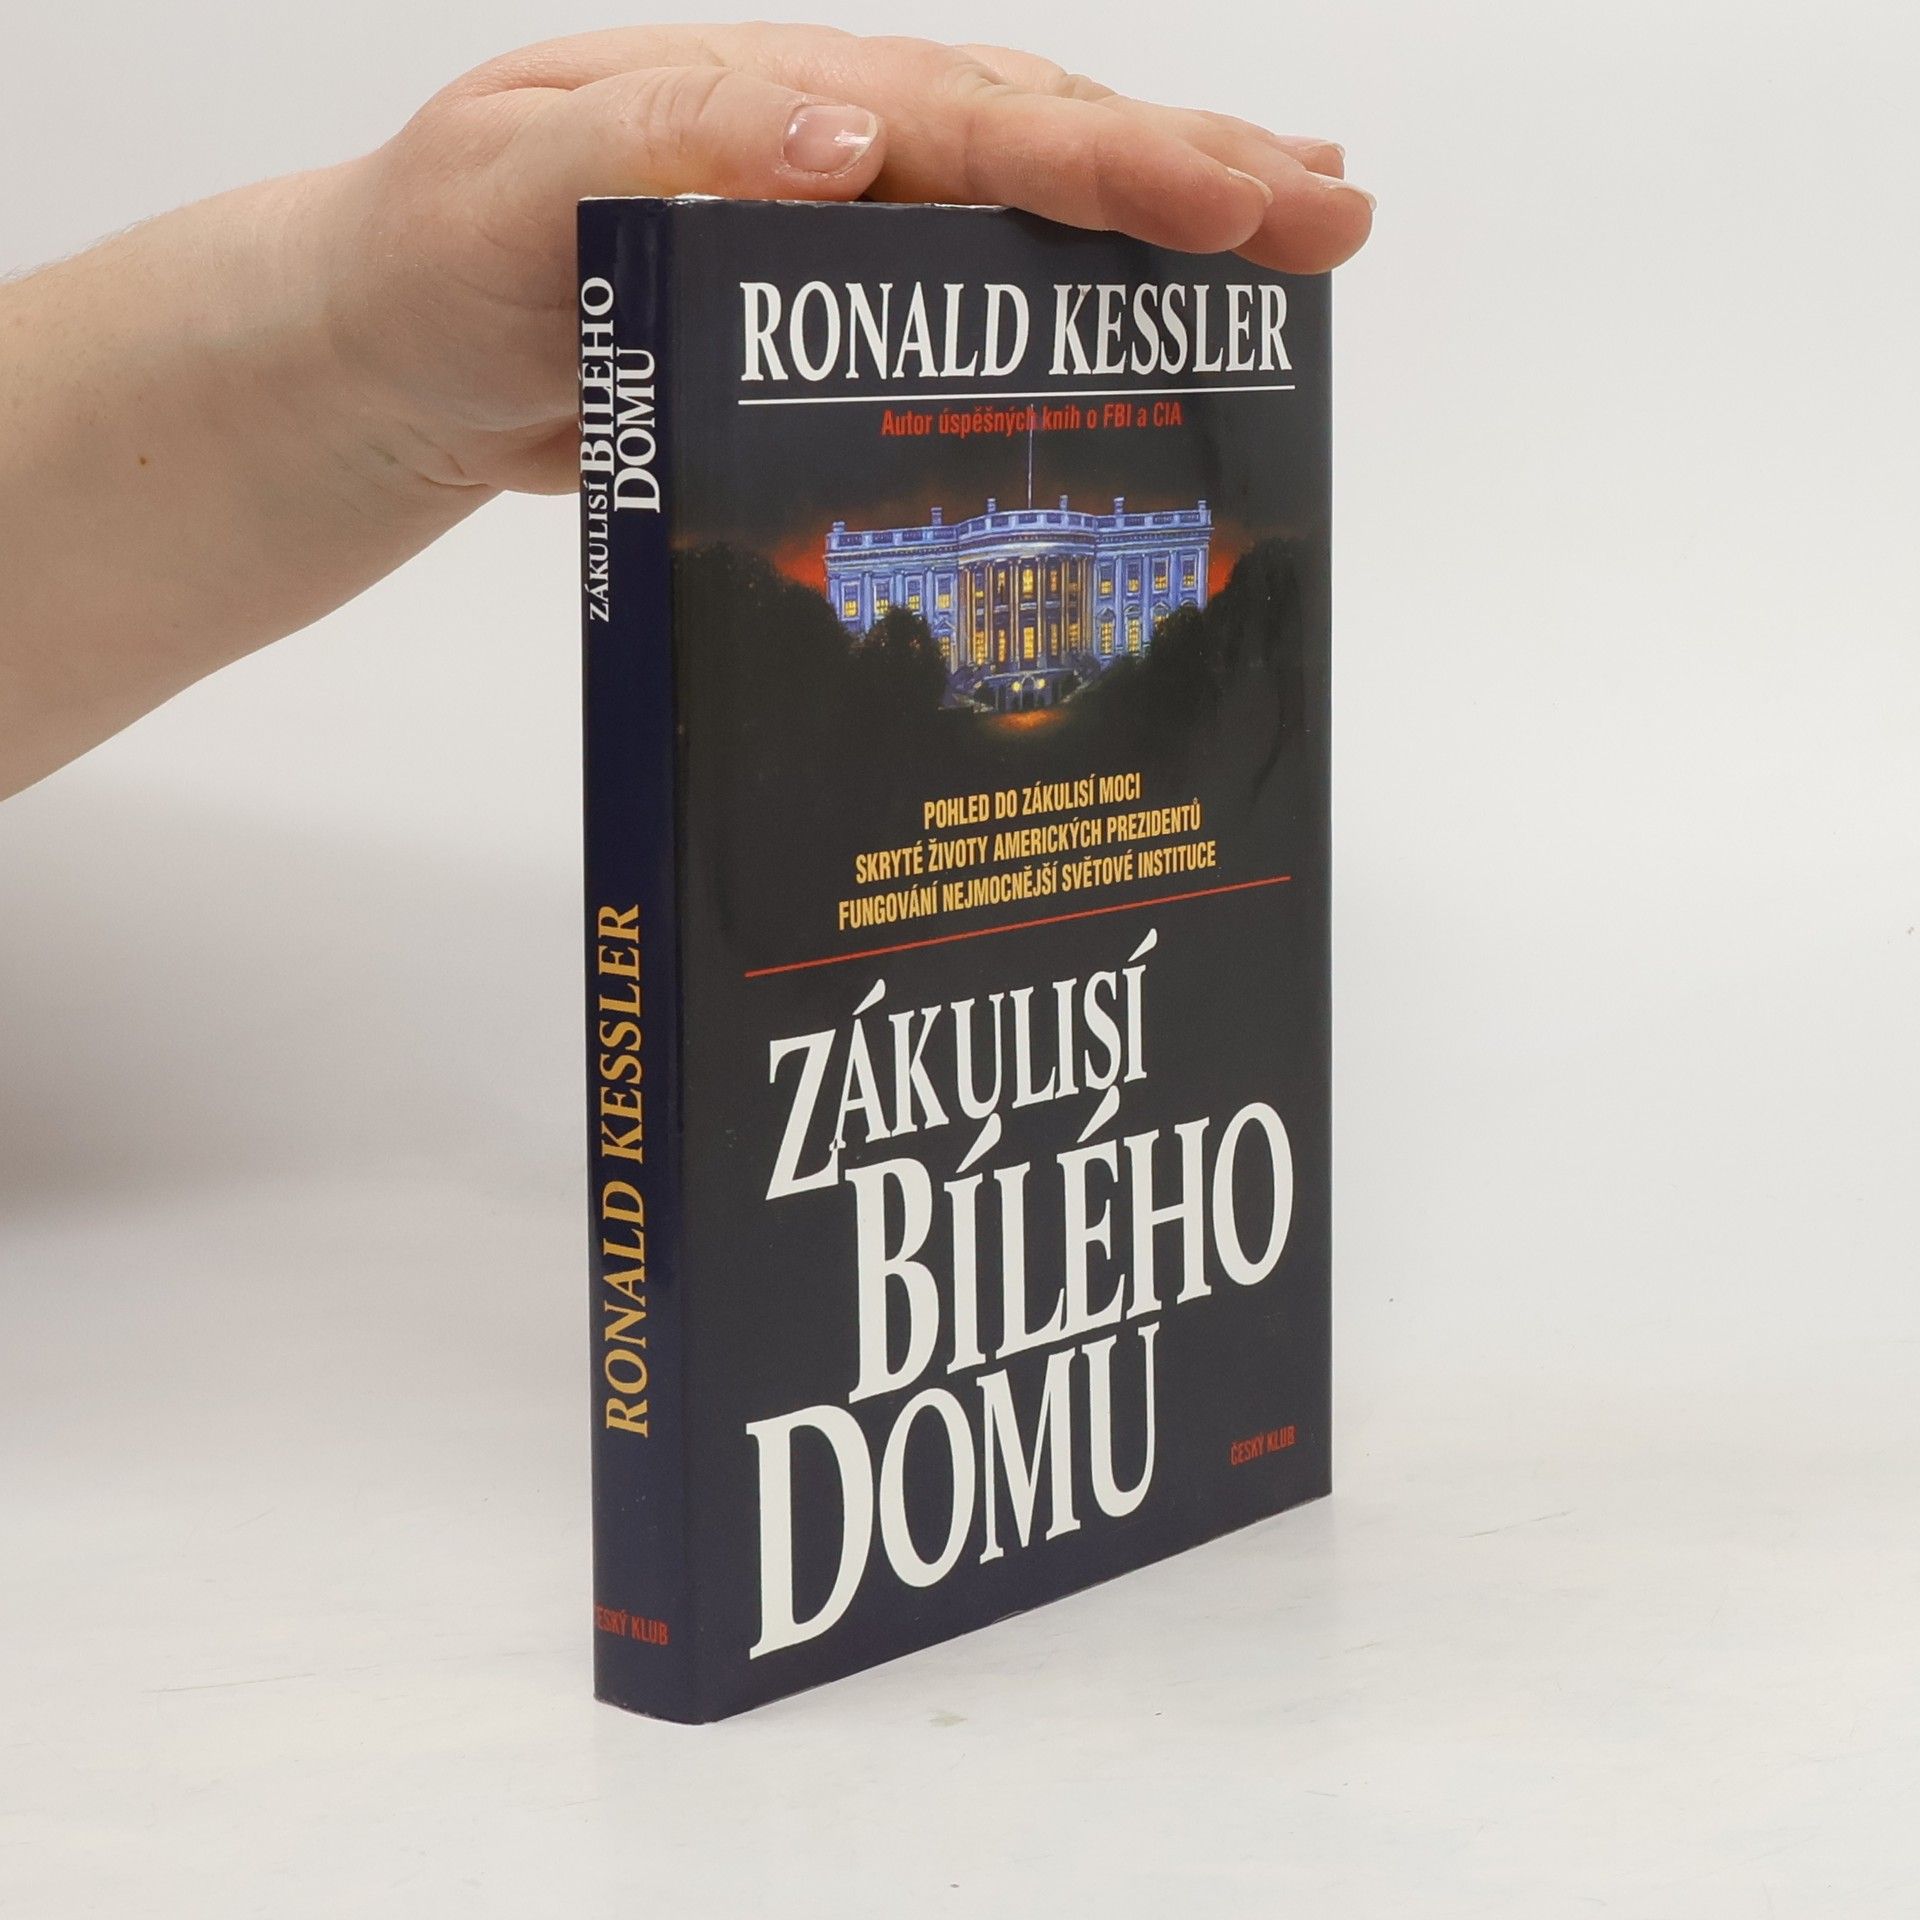 RONALD KESSLER
Autor úspěšných knih o FBI a CIA
POHLED DO ZÁKULISÍ MOCI
SKRYTÉ ŽIVOTY AMERICKÝCH PREZIDENTŮ
FUNGOVÁNÍ NEJMOCNĚJŠÍ SVĚTOVÉ INSTITUCE
ZÁKULISÍ
BÍLÉHO
DOMU
ČESKÝ KLUB
ZÁKULISÍ BÍLÉHO
DOMU
RONALD KESSLER
ČESKÝ KLUB